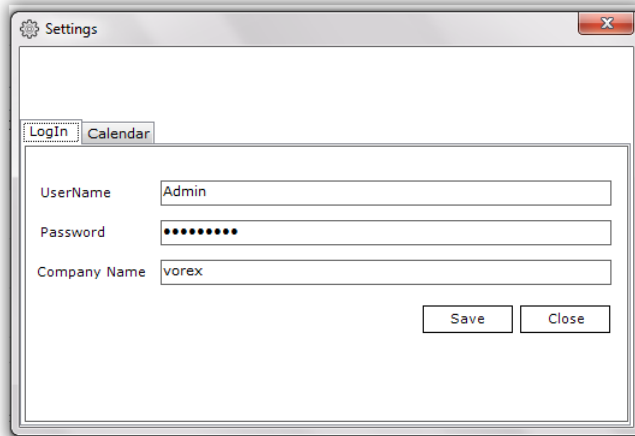 Settings
LogIn Calendar
UserName Admin
Password •••••••••
Company Name vorex
Save Close